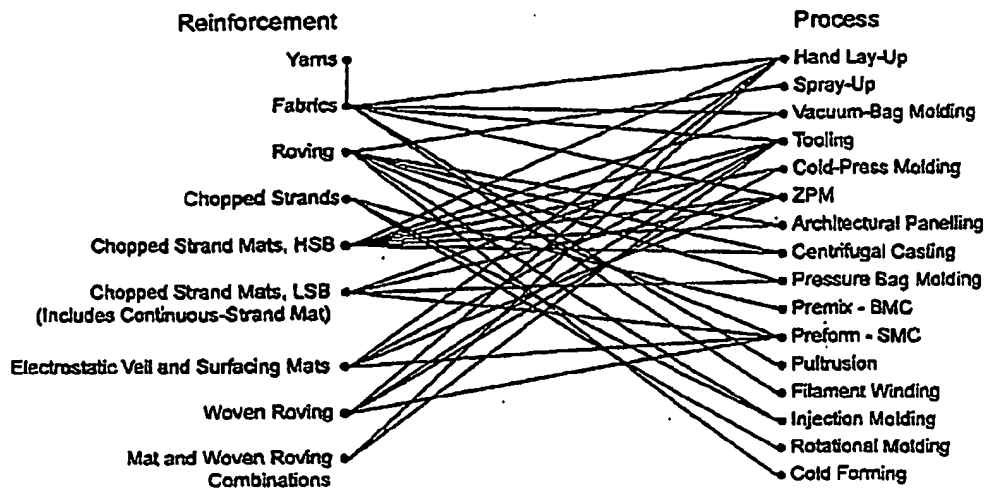 Reinforcement
Yarns
Fabrics
Roving
Chopped Strands
Chopped Strand Mats, HSB
Chopped Strand Mats, LSB
(Includes Continuous-Strand Mat)
Electrostatic Veil and Surfacing Mats
Woven Roving
Mat and Woven Roving
Combinations
Process
Hand Lay-Up
Spray-Up
Vacuum-Bag Molding
Tooling
Cold-Press Molding
ZPM
Architectural Panelling
Centrifugal Casting
Pressure Bag Molding
Premix - BMC
Preform - SMC
Pultrusion
Filament Winding
Injection Molding
Rotational Molding
Cold Forming